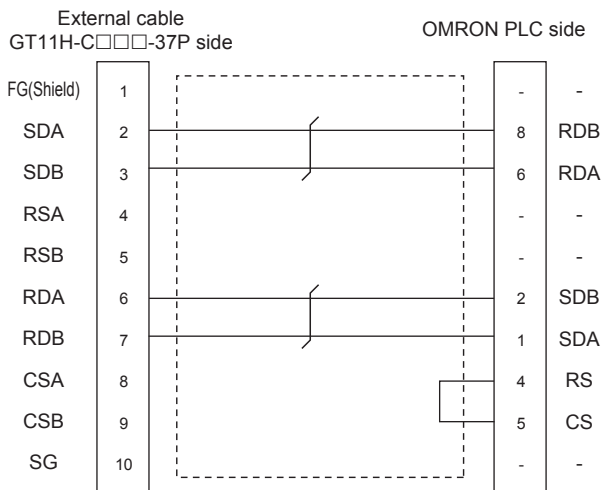 External cable
GT11H-C□□□-37P side
OMRON PLC side
FG(Shield) 1 - -
SDA 2 8 RDB
SDB 3 6 RDA
RSA 4 - -
RSB 5 - -
RDA 6 2 SDB
RDB 7 1 SDA
CSA 8 4 RS
CSB 9 5 CS
SG 10 - -